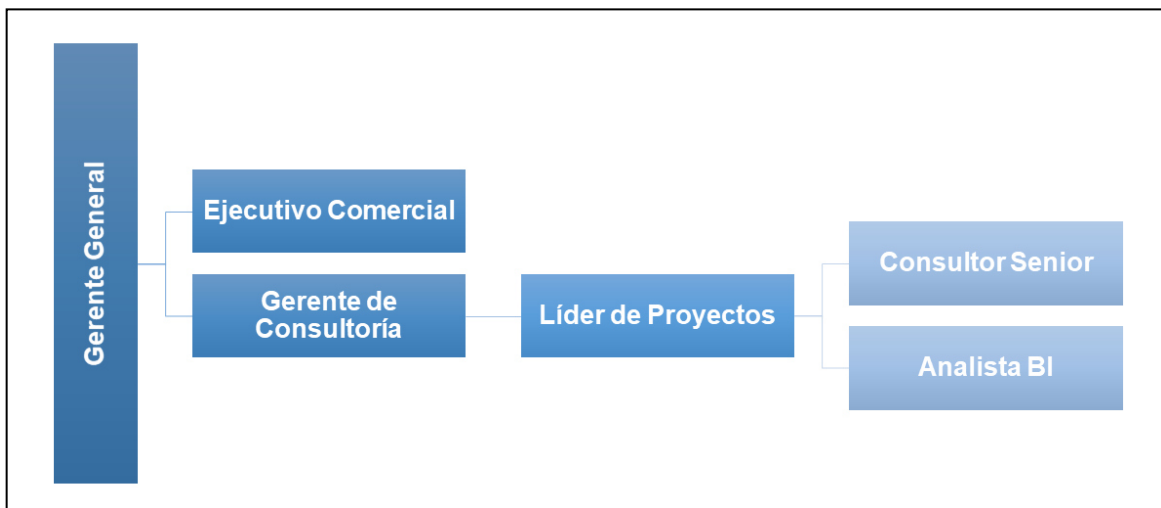 Gerente General
Ejecutivo Comercial
Gerente de
Consultoría
Líder de Proyectos
Consultor Senior
Analista BI